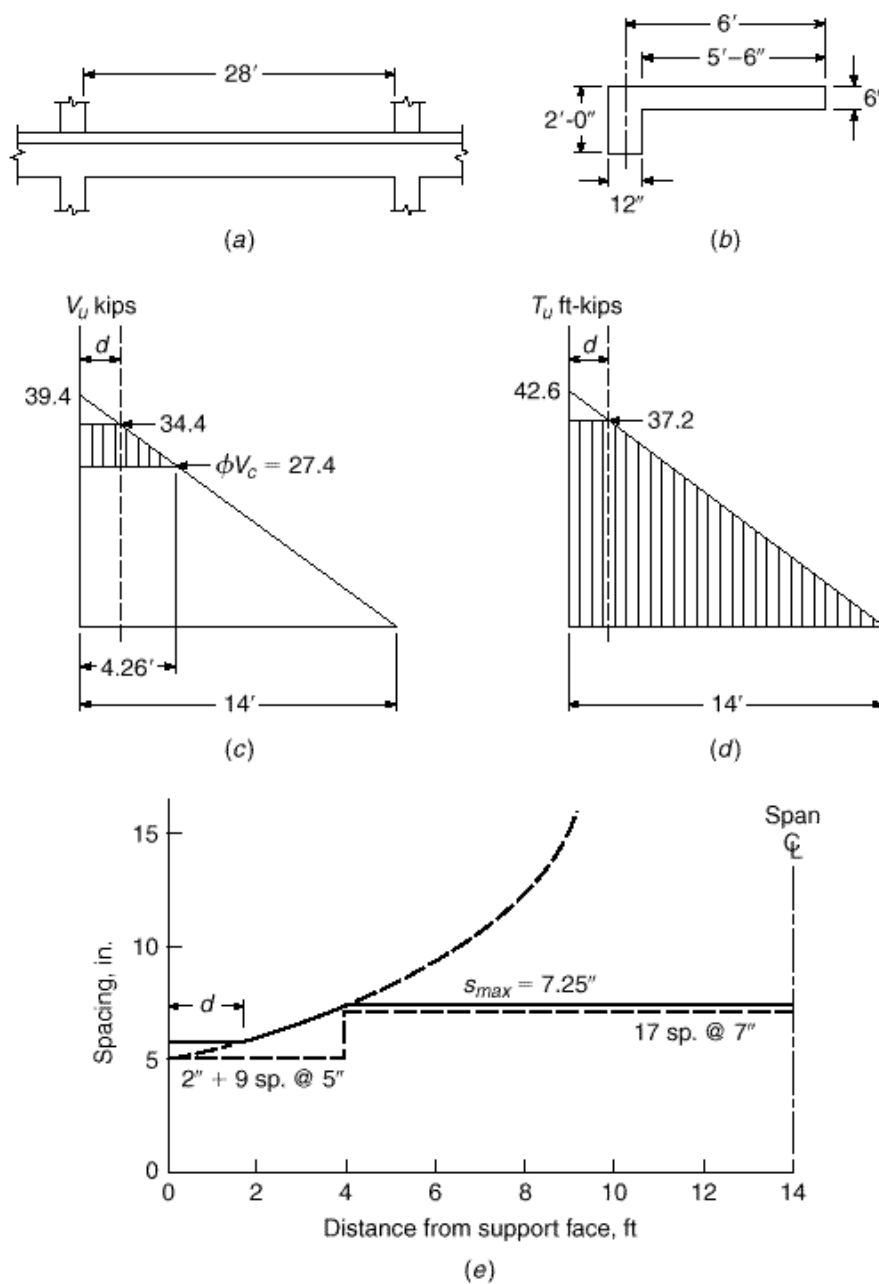 28′
6′
5′–6″
2′-0″
6″
12″
(a)
(b)
V_u kips
d
39.4
34.4
ϕV_c = 27.4
4.26′
14′
(c)
T_u ft-kips
d
42.6
37.2
14′
(d)
Spacing, in.
15
10
5
0
d
s_max = 7.25″
Span
℄
2″ + 9 sp. @ 5″
17 sp. @ 7″
0 2 4 6 8 10 12 14
Distance from support face, ft
(e)